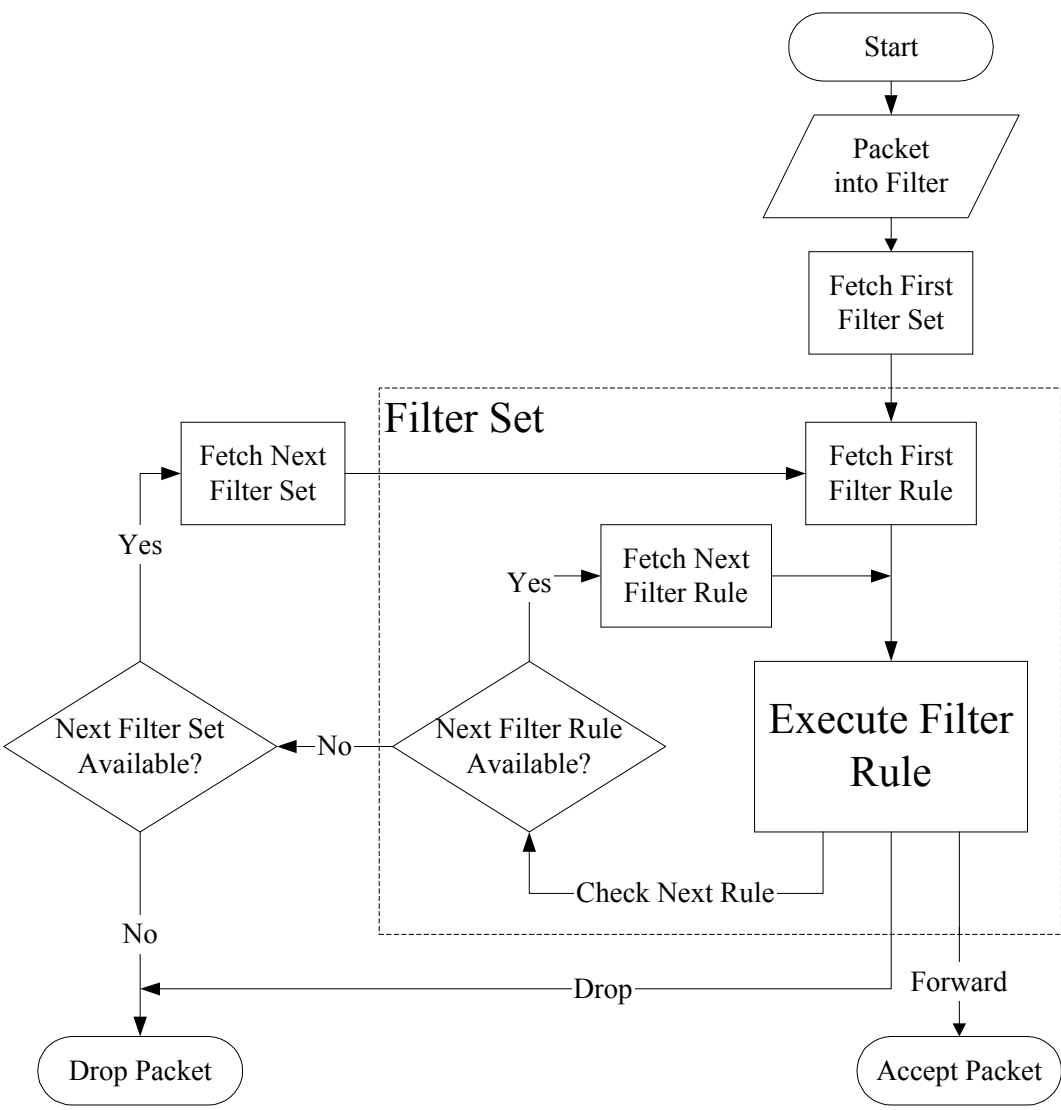 Start
Packet
into Filter
Fetch First
Filter Set
Filter Set
Fetch Next
Filter Set
Fetch First
Filter Rule
Yes
Fetch Next
Filter Rule
Yes
Next Filter Set
Available?
No
Next Filter Rule
Available?
Execute Filter
Rule
Check Next Rule
No
Drop
Forward
Drop Packet
Accept Packet